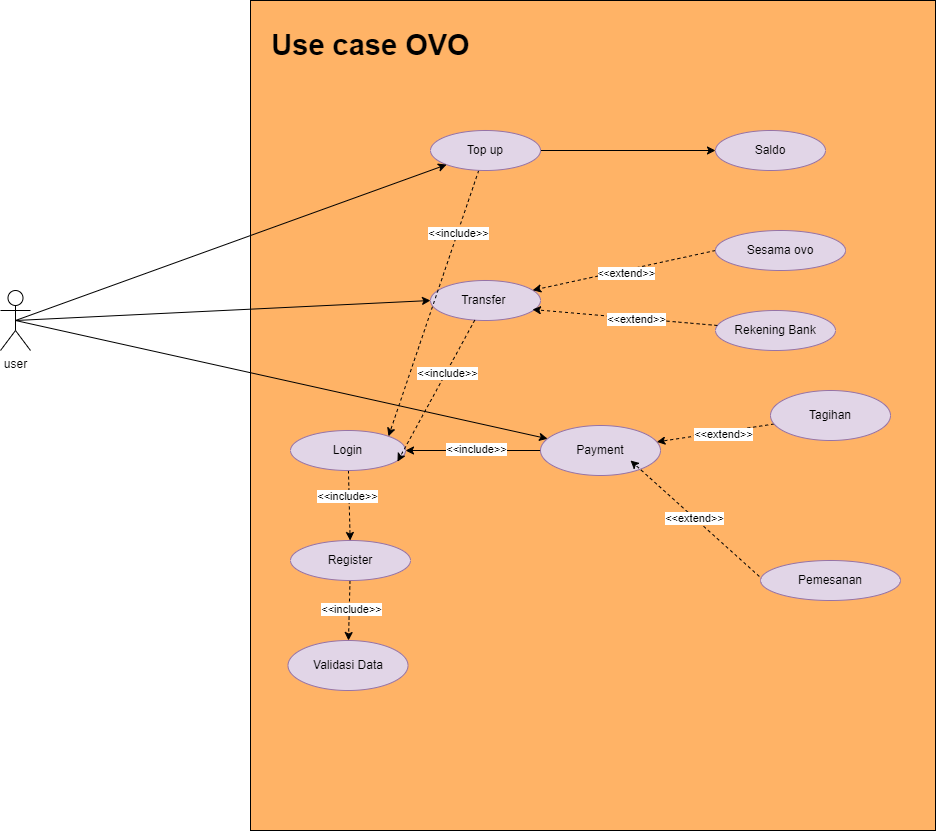 Use case OVO
Top up
Saldo
<<include>>
Sesama ovo
<<extend>>
Transfer
<<extend>>
Rekening Bank
user
<<include>>
Tagihan
<<extend>>
Login
<<include>>
Payment
<<include>>
<<extend>>
Register
Pemesanan
<<include>>
Validasi Data